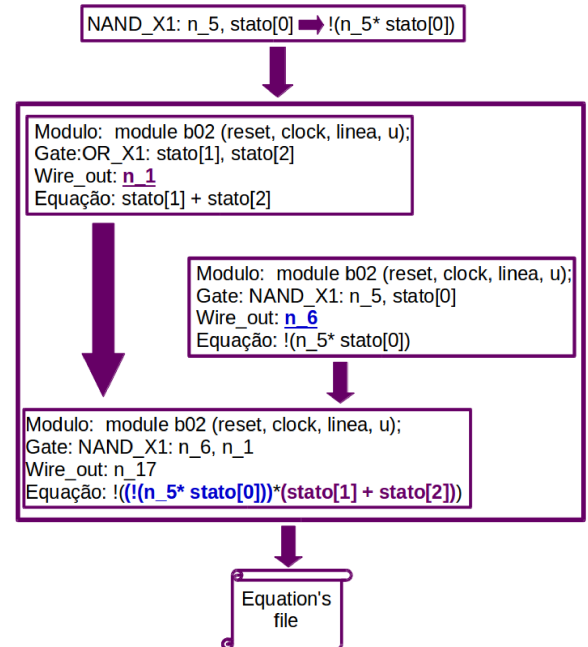 NAND_X1: n_5, stato[0] !(n_5* stato[0])
Modulo:  module b02 (reset, clock, linea, u);
Gate:OR_X1: stato[1], stato[2]
Wire_out: n_1
Equação: stato[1] + stato[2]
Modulo:  module b02 (reset, clock, linea, u);
Gate: NAND_X1: n_5, stato[0]
Wire_out: n_6
Equação: !(n_5* stato[0])
Modulo:  module b02 (reset, clock, linea, u);
Gate: NAND_X1: n_6, n_1
Wire_out: n_17
Equação: !((!(n_5* stato[0]))*(stato[1] + stato[2]))
Equation's
file